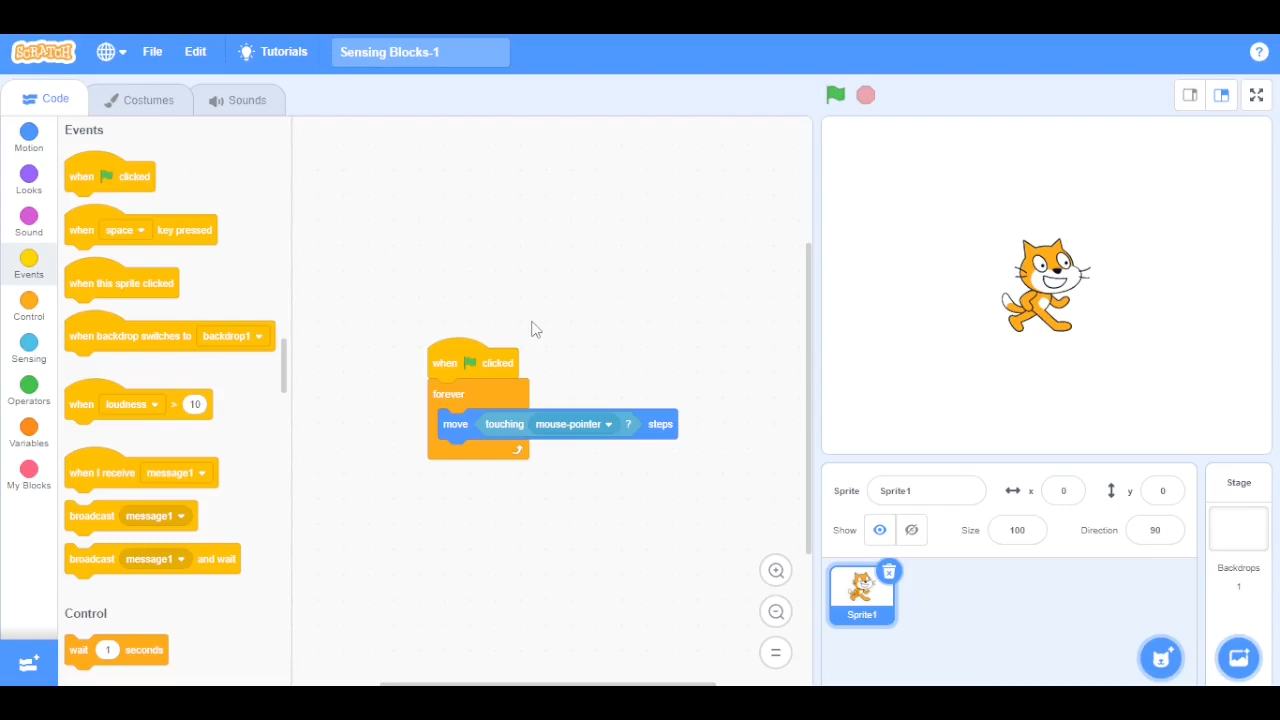 SCRATCH File Edit Tutorials Sensing Blocks-1 ?
Code Costumes Sounds
Motion
Looks
Sound
Events
Control
Sensing
Operators
Variables
My Blocks
Events
when clicked
when space key pressed
when this sprite clicked
when backdrop switches to backdrop1
when loudness > 10
when I receive message1
broadcast message1
broadcast message1 and wait
Control
wait 1 seconds
when clicked
forever
move touching mouse-pointer ? steps
Sprite Sprite1 x 0 y 0
Show Size 100 Direction 90
Sprite1
Stage
Backdrops
1